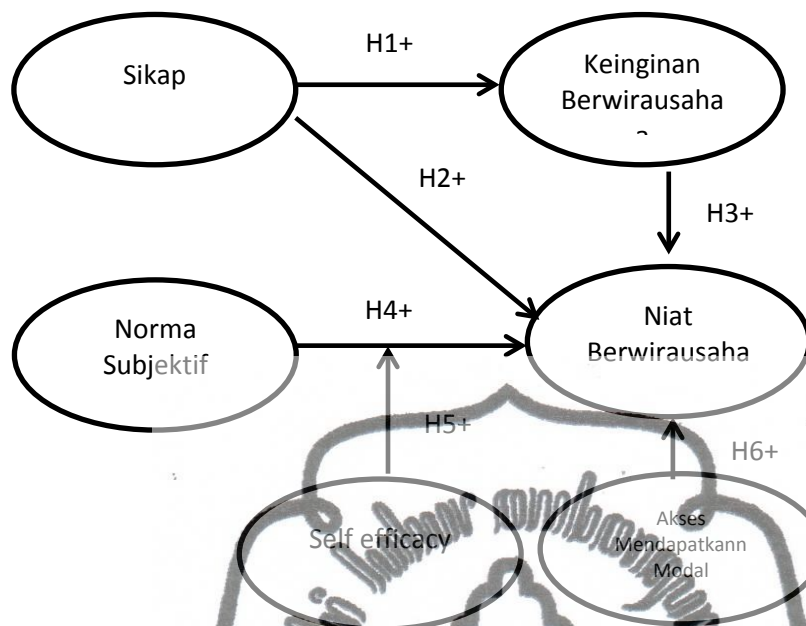 H1+
Sikap
Keinginan
Berwirausaha
H2+
H3+
H4+
Norma
Subjektif
Niat
Berwirausaha
H5+
H6+
Self efficacy
Akses
Mendapatkann
Modal